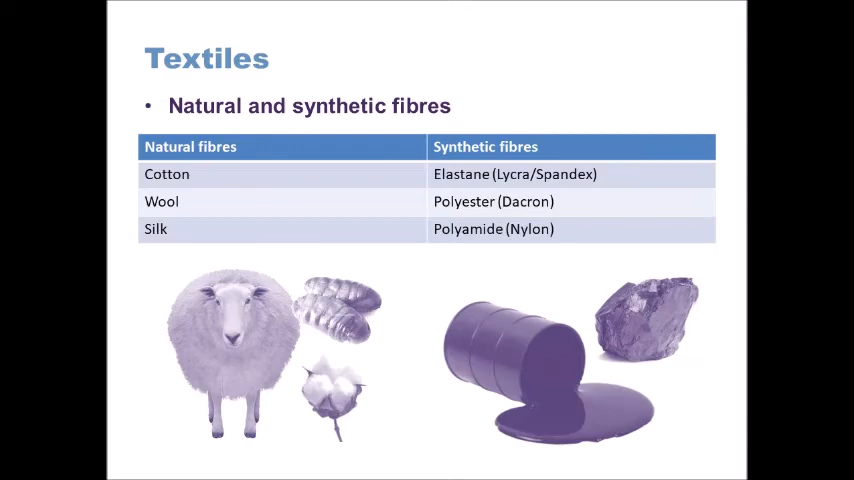 Textiles
• Natural and synthetic fibres
Natural fibres Synthetic fibres
Cotton Elastane (Lycra/Spandex)
Wool Polyester (Dacron)
Silk Polyamide (Nylon)